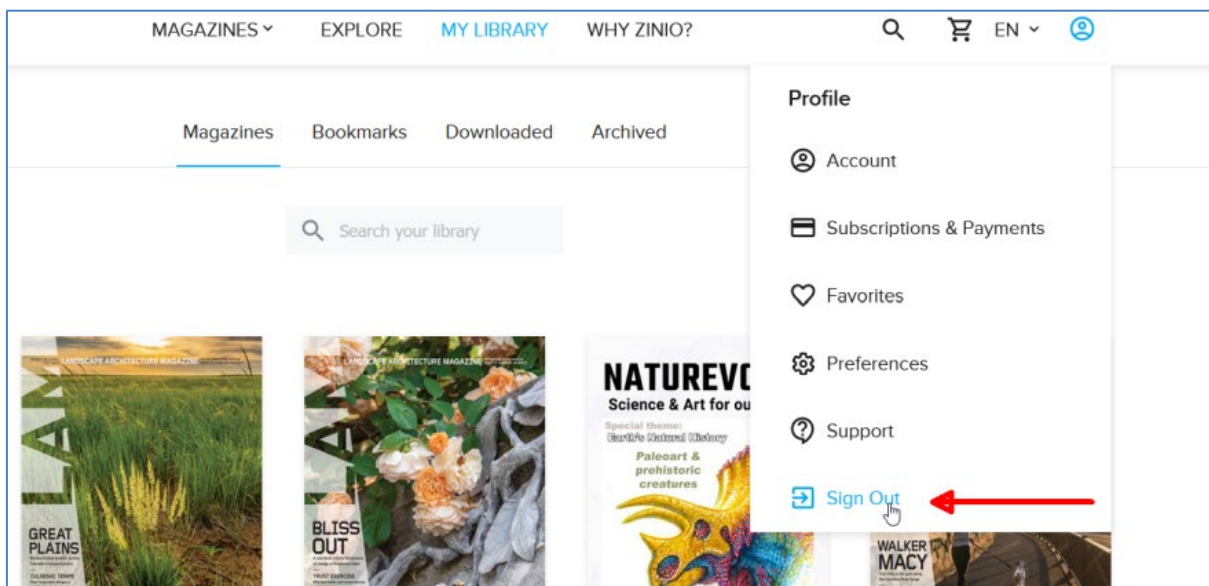 MAGAZINES EXPLORE MY LIBRARY WHY ZINIO? EN
Profile
Magazines Bookmarks Downloaded Archived
Account
Subscriptions & Payments
Search your library
Favorites
Preferences
Support
Sign Out
LANDSCAPE ARCHITECTURE MAGAZINE
LAM
GREAT
PLAINS
LANDSCAPE ARCHITECTURE MAGAZINE
LAM
BLISS
OUT
TRUST EXERCISE
NATUREVO
Science & Art for ou
Special theme:
Earth's Natural History
Paleoart &
prehistoric
creatures
WALKER
MACY